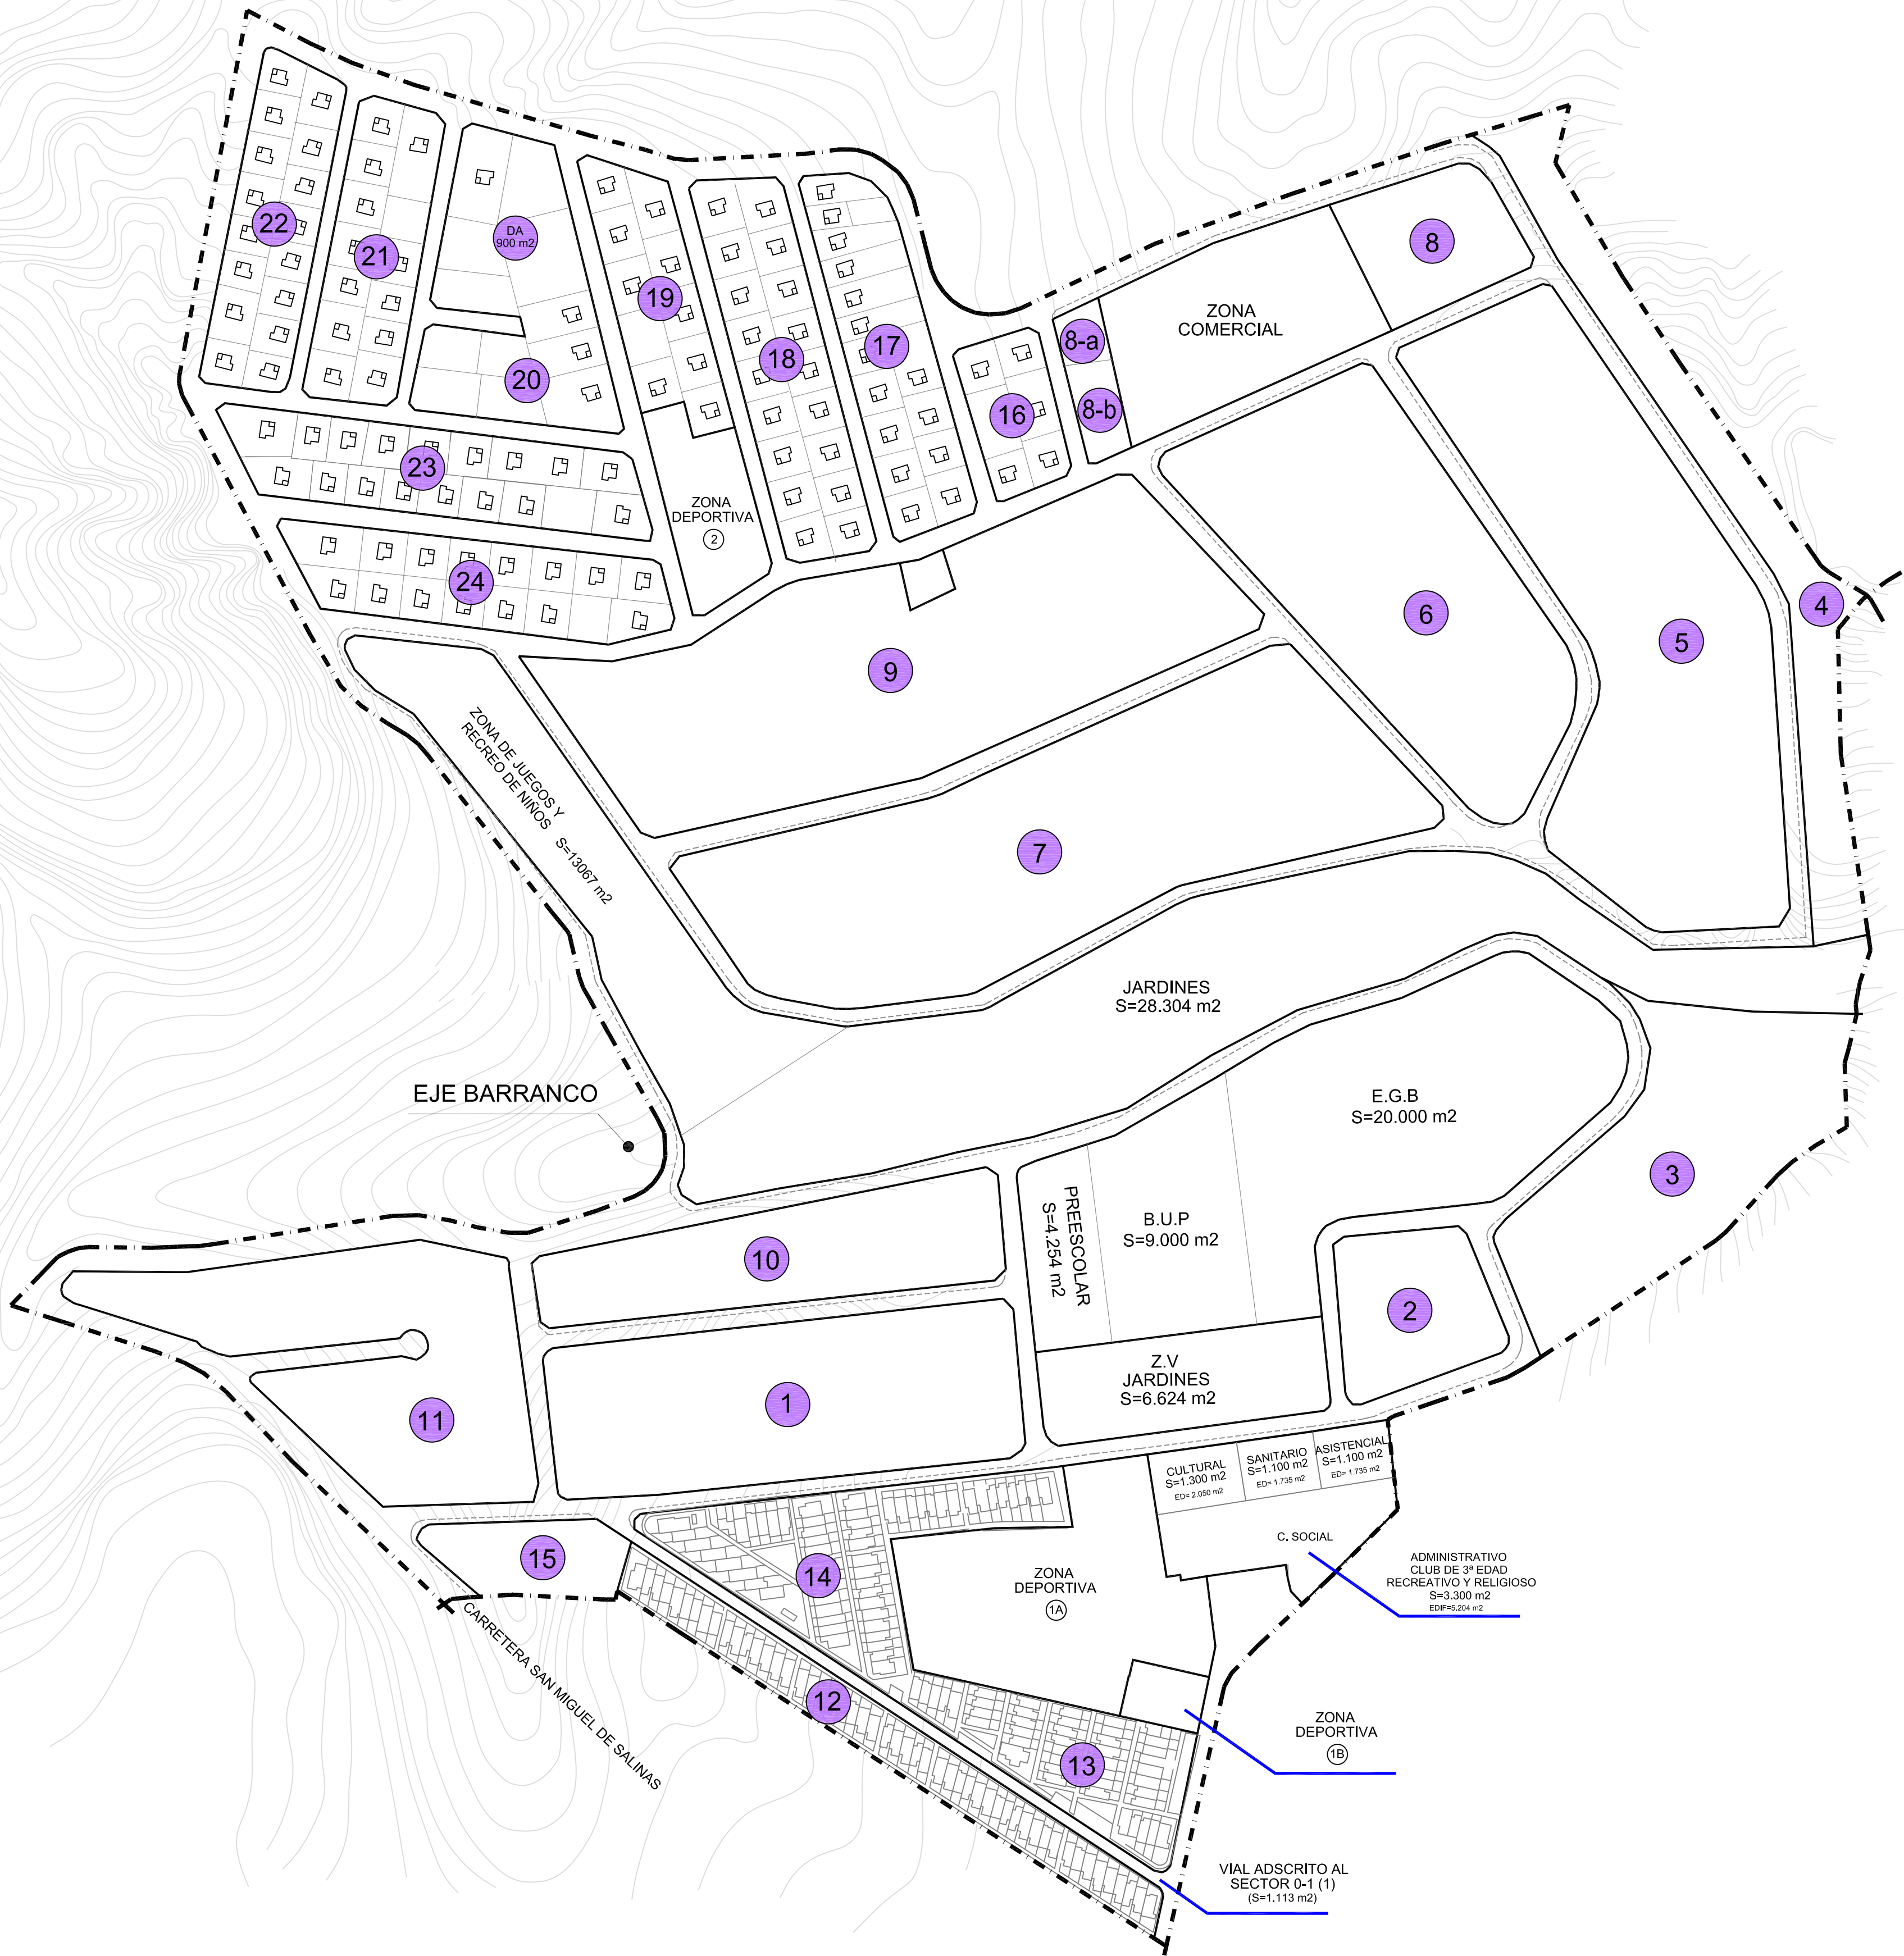 22
21
DA
900 m2
20
19
18
17
16
8-a
8-b
ZONA
COMERCIAL
8
23
24
ZONA
DEPORTIVA
2
9
6
5
4
ZONA DE JUEGOS Y
RECREO DE NIÑOS
S=13067 m2
7
JARDINES
S=28.304 m2
EJE BARRANCO
E.G.B
S=20.000 m2
3
PREESCOLAR
S=4.254 m2
B.U.P
S=9.000 m2
10
2
Z.V
JARDINES
S=6.624 m2
11
1
CULTURAL
S=1.300 m2
ED= 2.050 m2
SANITARIO
S=1.100 m2
ED= 1.735 m2
ASISTENCIAL
S=1.100 m2
ED= 1.735 m2
C. SOCIAL
ADMINISTRATIVO
CLUB DE 3ª EDAD
RECREATIVO Y RELIGIOSO
S=3.300 m2
EDIF=5.204 m2
15
14
ZONA
DEPORTIVA
1A
CARRETERA SAN MIGUEL DE SALINAS
12
13
ZONA
DEPORTIVA
1B
VIAL ADSCRITO AL
SECTOR 0-1 (1)
(S=1.113 m2)